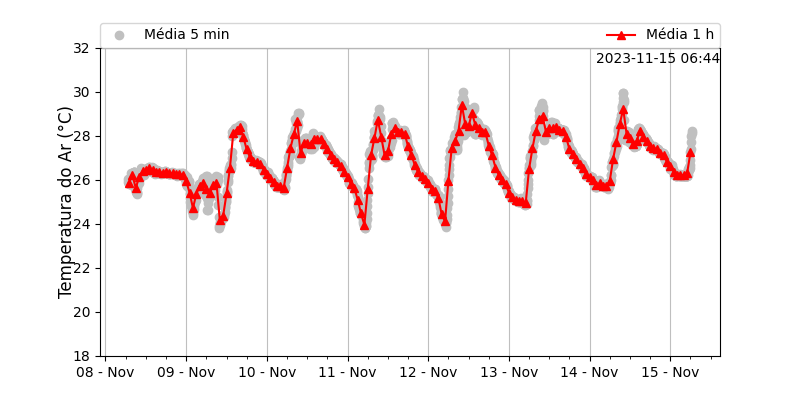 Média 5 min
Média 1 h
2023-11-15 06:44
Temperatura do Ar (°C)
32
30
28
26
24
22
20
18
08 - Nov
09 - Nov
10 - Nov
11 - Nov
12 - Nov
13 - Nov
14 - Nov
15 - Nov